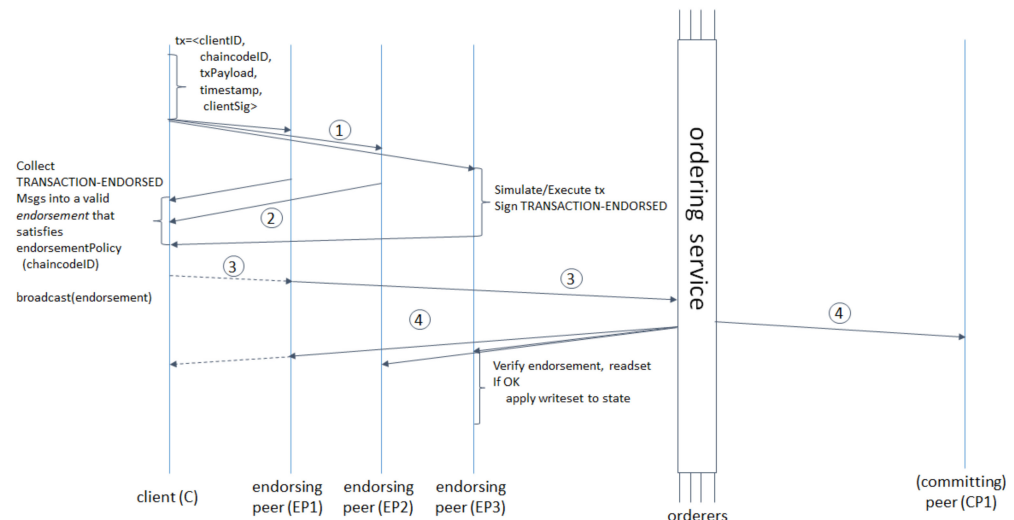 tx=<clientID,
chaincodeID,
txPayload,
timestamp,
clientSig>
1
Collect
TRANSACTION-ENDORSED
Msgs into a valid
endorsement that
satisfies
endorsementPolicy
(chaincodeID)
broadcast(endorsement)
2
Simulate/Execute tx
Sign TRANSACTION-ENDORSED
ordering service
3
3
4
4
Verify endorsement, readset
If OK
apply writeset to state
client (C)
endorsing
peer (EP1)
endorsing
peer (EP2)
endorsing
peer (EP3)
orderers
(committing)
peer (CP1)